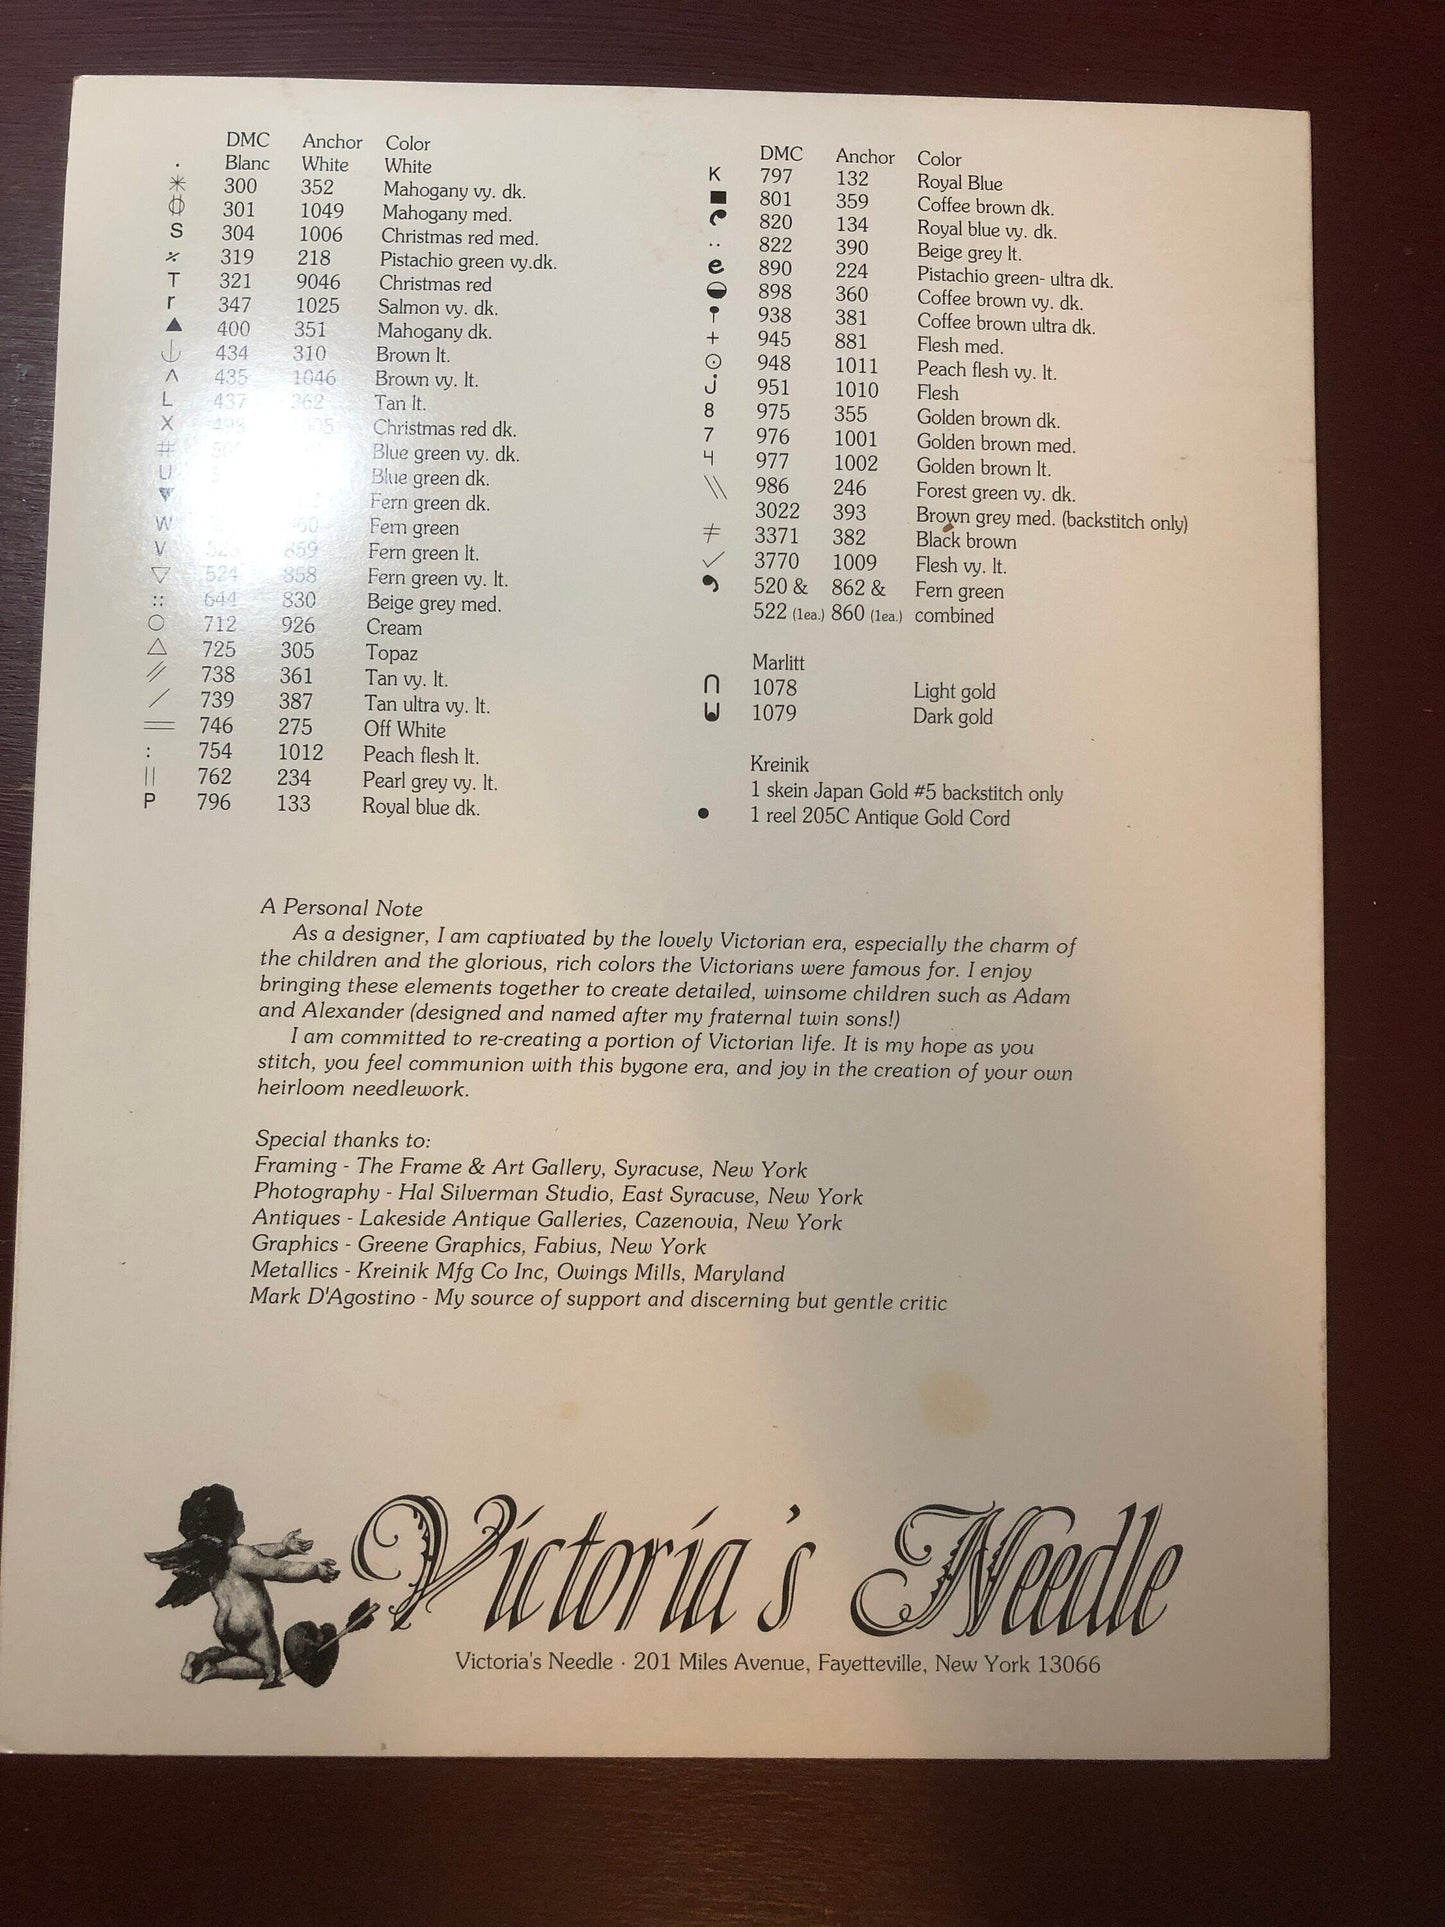 DMC Anchor Color
. Blanc White White
300 352 Mahogany vy. dk.
301 1049 Mahogany med.
S 304 1006 Christmas red med.
319 218 Pistachio green vy.dk.
T 321 9046 Christmas red
r 347 1025 Salmon vy. dk.
▲ 400 351 Mahogany dk.
434 310 Brown lt.
^ 435 1046 Brown vy. lt.
L 437 362 Tan lt.
X Christmas red dk.
# Blue green vy. dk.
U Blue green dk.
Fern green dk.
W Fern green
V 859 Fern green lt.
▽ 524 858 Fern green vy. lt.
:: 644 830 Beige grey med.
○ 712 926 Cream
△ 725 305 Topaz
// 738 361 Tan vy. lt.
/ 739 387 Tan ultra vy. lt.
= 746 275 Off White
: 754 1012 Peach flesh lt.
|| 762 234 Pearl grey vy. lt.
P 796 133 Royal blue dk.
DMC Anchor Color
K 797 132 Royal Blue
■ 801 359 Coffee brown dk.
820 134 Royal blue vy. dk.
.. 822 390 Beige grey lt.
e 890 224 Pistachio green- ultra dk.
898 360 Coffee brown vy. dk.
938 381 Coffee brown ultra dk.
+ 945 881 Flesh med.
⊙ 948 1011 Peach flesh vy. lt.
j 951 1010 Flesh
8 975 355 Golden brown dk.
7 976 1001 Golden brown med.
4 977 1002 Golden brown lt.
\\ 986 246 Forest green vy. dk.
3022 393 Brown grey med. (backstitch only)
≠ 3371 382 Black brown
✓ 3770 1009 Flesh vy. lt.
520 & 862 & Fern green
522 (1ea.) 860 (1ea.) combined
Marlitt
∩ 1078 Light gold
1079 Dark gold
Kreinik
1 skein Japan Gold #5 backstitch only
● 1 reel 205C Antique Gold Cord
A Personal Note
As a designer, I am captivated by the lovely Victorian era, especially the charm of
the children and the glorious, rich colors the Victorians were famous for. I enjoy
bringing these elements together to create detailed, winsome children such as Adam
and Alexander (designed and named after my fraternal twin sons!)
I am committed to re-creating a portion of Victorian life. It is my hope as you
stitch, you feel communion with this bygone era, and joy in the creation of your own
heirloom needlework.
Special thanks to:
Framing - The Frame & Art Gallery, Syracuse, New York
Photography - Hal Silverman Studio, East Syracuse, New York
Antiques - Lakeside Antique Galleries, Cazenovia, New York
Graphics - Greene Graphics, Fabius, New York
Metallics - Kreinik Mfg Co Inc, Owings Mills, Maryland
Mark D'Agostino - My source of support and discerning but gentle critic
Victoria's Needle
Victoria's Needle · 201 Miles Avenue, Fayetteville, New York 13066